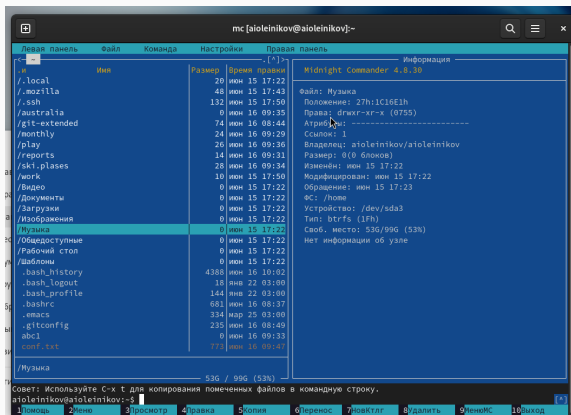 mc [aioleinikov@aioleinikov]:~
Левая панель Файл Команда Настройки Правая панель
<- ~ .[^]>
.и Имя Размер Время правки
/.local 20 июн 15 17:22
/.mozilla 48 июн 15 17:43
/.ssh 132 июн 15 17:50
/australia 0 июн 16 09:35
/git-extended 74 июн 16 08:44
/monthly 24 июн 16 09:29
/play 26 июн 16 09:36
/reports 14 июн 16 09:31
/ski.plases 28 июн 16 09:34
/work 10 июн 15 17:50
/Видео 0 июн 15 17:22
/Документы 0 июн 15 17:22
/Загрузки 0 июн 15 17:22
/Изображения 0 июн 15 17:22
/Музыка 0 июн 15 17:22
/Общедоступные 0 июн 15 17:22
/Рабочий стол 0 июн 15 17:22
/Шаблоны 0 июн 15 17:22
.bash_history 4388 июн 16 10:02
.bash_logout 18 янв 22 03:00
.bash_profile 144 янв 22 03:00
.bashrc 681 июн 16 08:37
.emacs 334 мар 25 03:00
.gitconfig 235 июн 16 08:49
abc1 0 июн 16 09:33
conf.txt 773 июн 16 09:47
/Музыка
53G / 99G (53%)
Информация
Midnight Commander 4.8.30
Файл: Музыка
Положение: 27h:1C16E1h
Права: drwxr-xr-x (0755)
Атрибуты: ------------------------
Ссылок: 1
Владелец: aioleinikov/aioleinikov
Размер: 0(0 блоков)
Изменён: июн 15 17:22
Модифицирован: июн 15 17:22
Обращение: июн 15 17:23
ФС: /home
Устройство: /dev/sda3
Тип: btrfs (1Fh)
Своб. место: 53G/99G (53%)
Нет информации об узле
Совет: Используйте C-x t для копирования помеченных файлов в командную строку.
aioleinikov@aioleinikov:~$ [^]
1Помощь 2Меню 3Просмотр 4Правка 5Копия 6Перенос 7НовКтлг 8Удалить 9МенюMC 10Выход